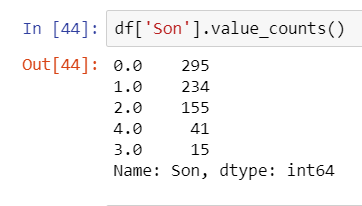 In [44]: df['Son'].value_counts()
Out[44]: 0.0    295
1.0    234
2.0    155
4.0     41
3.0     15
Name: Son, dtype: int64